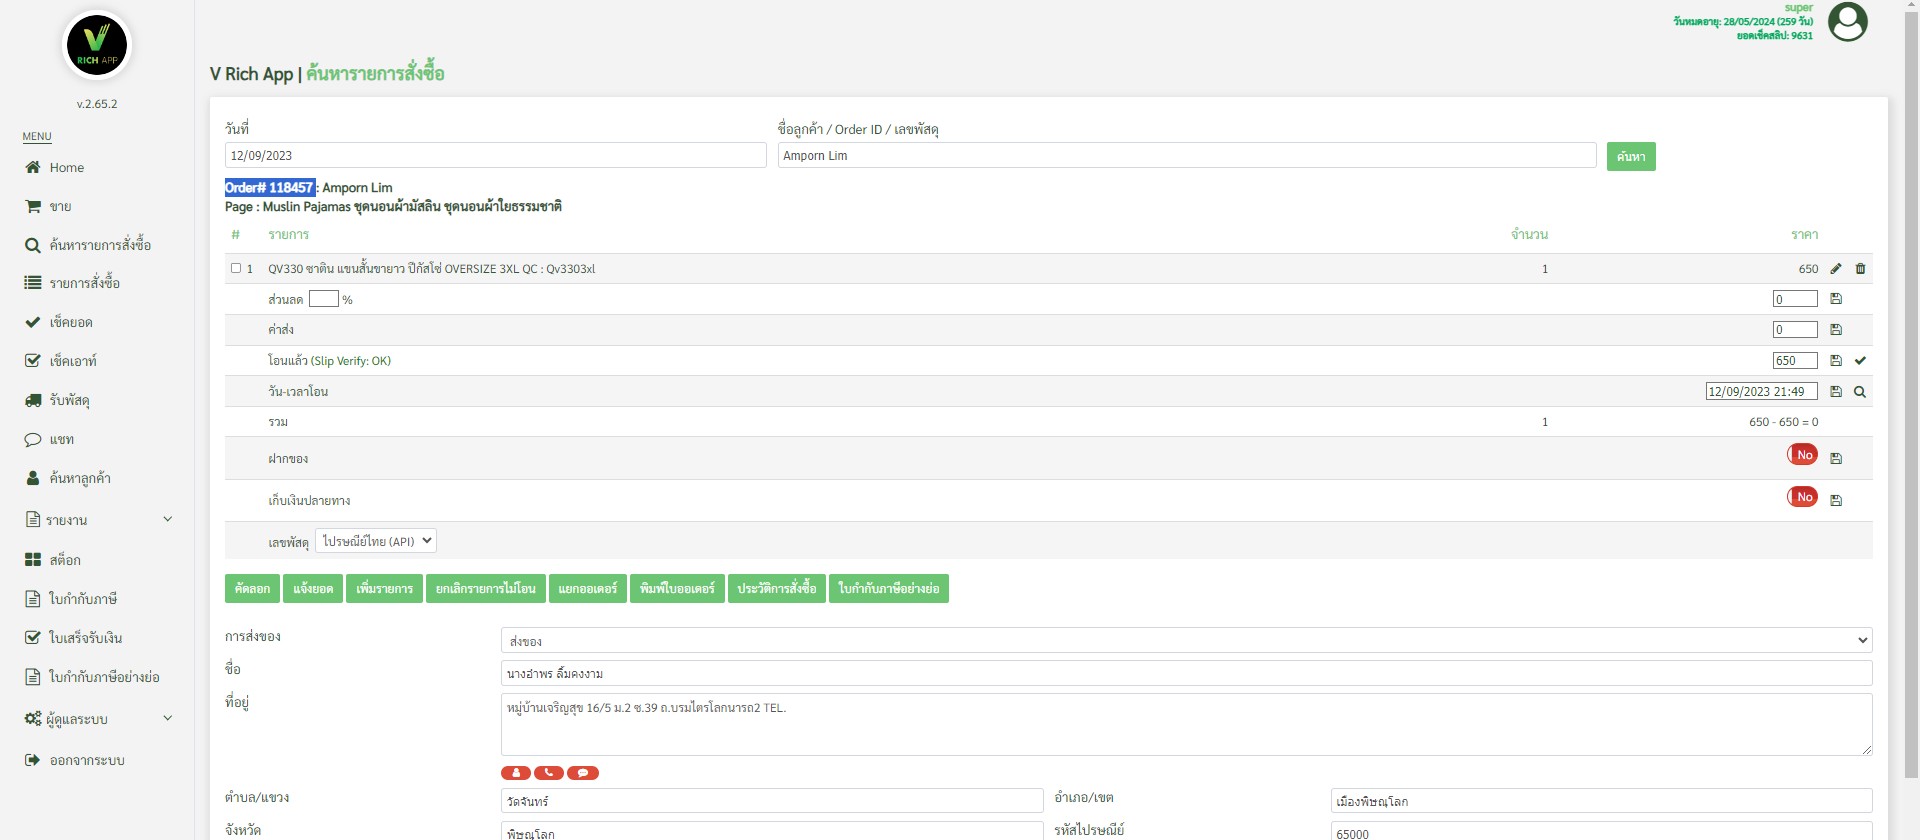 super
วันหมดอายุ: 28/05/2024 (259 วัน)
ยอดเช็คสลิป: 9631
V
RICH APP
v.2.65.2
MENU
Home
ขาย
ค้นหารายการสั่งซื้อ
รายการสั่งซื้อ
เช็คยอด
เช็คเอาท์
รับพัสดุ
แชท
ค้นหาลูกค้า
รายงาน
สต็อก
ใบกำกับภาษี
ใบเสร็จรับเงิน
ใบกำกับภาษีอย่างย่อ
ผู้ดูแลระบบ
ออกจากระบบ
V Rich App | ค้นหารายการสั่งซื้อ
วันที่ ชื่อลูกค้า / Order ID / เลขพัสดุ
12/09/2023 Amporn Lim ค้นหา
Order# 118457 : Amporn Lim
Page : Muslin Pajamas ชุดนอนผ้ามัสลิน ชุดนอนผ้าใยธรรมชาติ
# รายการ จำนวน ราคา
1 QV330 ซาติน แขนสั้นขายาว ปีกัสโซ่ OVERSIZE 3XL QC : Qv3303xl 1 650
ส่วนลด % 0
ค่าส่ง 0
โอนแล้ว (Slip Verify: OK) 650
วัน-เวลาโอน 12/09/2023 21:49
รวม 1 650 - 650 = 0
ฝากของ No
เก็บเงินปลายทาง No
เลขพัสดุ ไปรษณีย์ไทย (API)
คัดลอก แจ้งยอด เพิ่มรายการ ยกเลิกรายการไม่โอน แยกออเดอร์ พิมพ์ใบออเดอร์ ประวัติการสั่งซื้อ ใบกำกับภาษีอย่างย่อ
การส่งของ ส่งของ
ชื่อ นางอำพร ลิ้มคงงาม
ที่อยู่ หมู่บ้านเจริญสุข 16/5 ม.2 ซ.39 ถ.บรมไตรโลกนารถ2 TEL.
ตำบล/แขวง วัดจันทร์ อำเภอ/เขต เมืองพิษณุโลก
จังหวัด พิษณุโลก รหัสไปรษณีย์ 65000